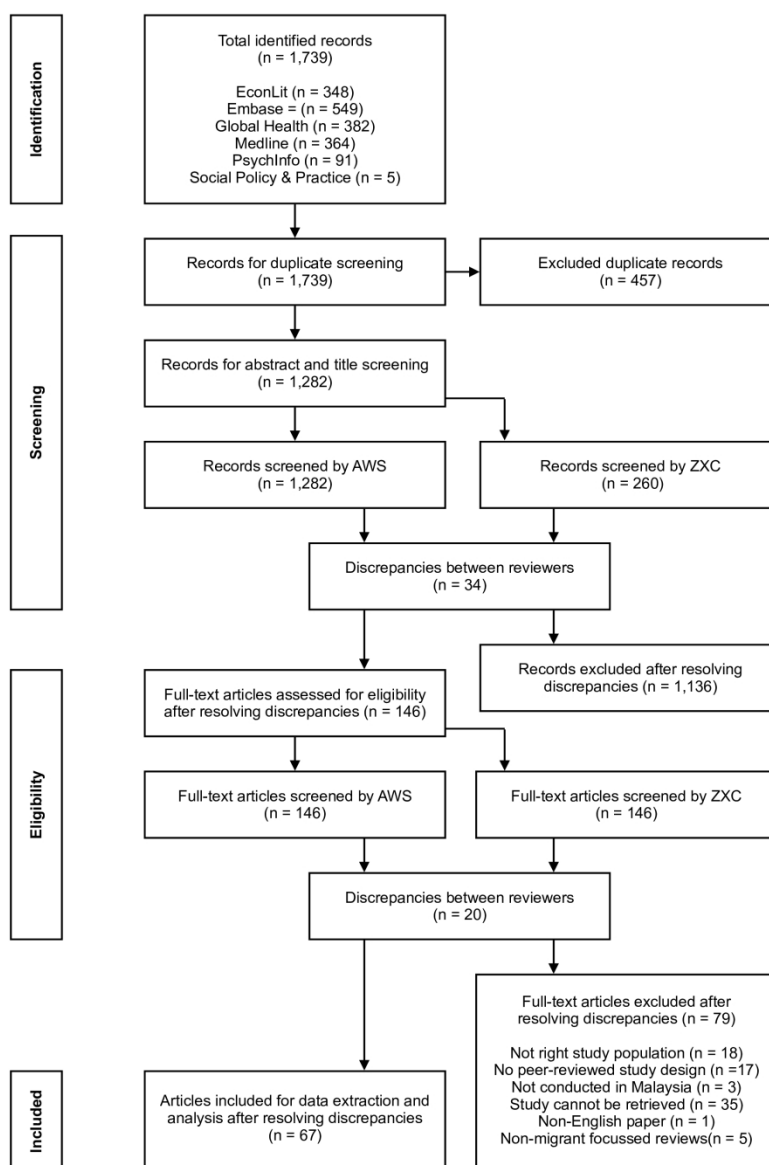 Identification
Total identified records
(n = 1,739)
EconLit (n = 348)
Embase = (n = 549)
Global Health (n = 382)
Medline (n = 364)
PsychInfo (n = 91)
Social Policy & Practice (n = 5)
Screening
Records for duplicate screening
(n = 1,739)
Excluded duplicate records
(n = 457)
Records for abstract and title screening
(n = 1,282)
Records screened by AWS
(n = 1,282)
Records screened by ZXC
(n = 260)
Discrepancies between reviewers
(n = 34)
Records excluded after resolving
discrepancies (n = 1,136)
Eligibility
Full-text articles assessed for eligibility
after resolving discrepancies (n = 146)
Full-text articles screened by AWS
(n = 146)
Full-text articles screened by ZXC
(n = 146)
Discrepancies between reviewers
(n = 20)
Full-text articles excluded after
resolving discrepancies (n = 79)
Not right study population (n = 18)
No peer-reviewed study design (n =17)
Not conducted in Malaysia (n = 3)
Study cannot be retrieved (n = 35)
Non-English paper (n = 1)
Non-migrant focussed reviews(n = 5)
Included
Articles included for data extraction and
analysis after resolving discrepancies
(n = 67)